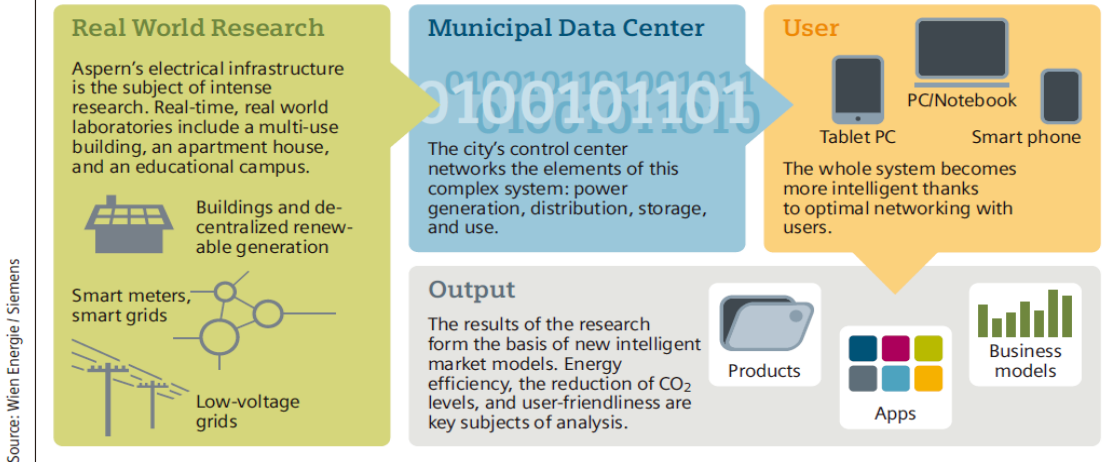 Real World Research
Aspern's electrical infrastructure
is the subject of intense
research. Real-time, real world
laboratories include a multi-use
building, an apartment house,
and an educational campus.
Buildings and de-
centralized renew-
able generation
Smart meters,
smart grids
Low-voltage
grids
Municipal Data Center
0100101101001011
0100101101
01001011010
The city's control center
networks the elements of this
complex system: power
generation, distribution, storage,
and use.
User
PC/Notebook
Tablet PC
Smart phone
The whole system becomes
more intelligent thanks
to optimal networking with
users.
Output
The results of the research
form the basis of new intelligent
market models. Energy
efficiency, the reduction of CO₂
levels, and user-friendliness are
key subjects of analysis.
Products
Apps
Business
models
Source: Wien Energie / Siemens